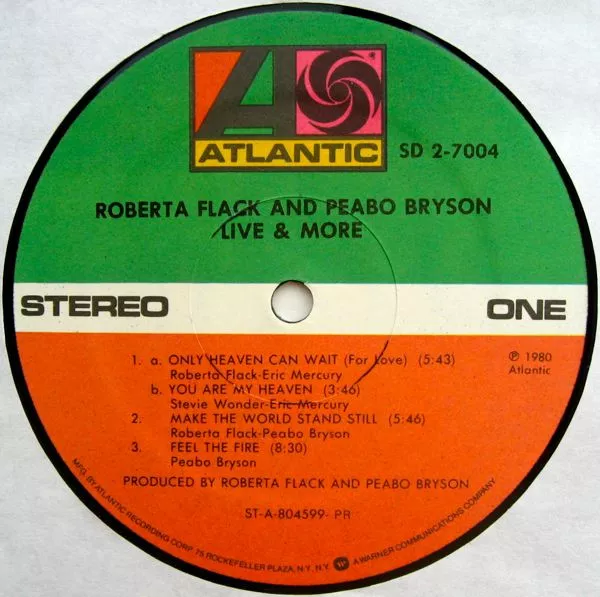 ATLANTIC
SD 2-7004
ROBERTA FLACK AND PEABO BRYSON
LIVE & MORE
STEREO
ONE
1. a. ONLY HEAVEN CAN WAIT (For Love) (5:43)
Roberta Flack-Eric Mercury
b. YOU ARE MY HEAVEN (3:46)
Stevie Wonder-Eric Mercury
2. MAKE THE WORLD STAND STILL (5:46)
Roberta Flack-Peabo Bryson
3. FEEL THE FIRE (8:30)
Peabo Bryson
℗ 1980
Atlantic
PRODUCED BY ROBERTA FLACK AND PEABO BRYSON
ST-A-804599- PR
MFG. BY ATLANTIC RECORDING CORP. 75 ROCKEFELLER PLAZA, N.Y. N.Y. W A WARNER COMMUNICATIONS COMPANY